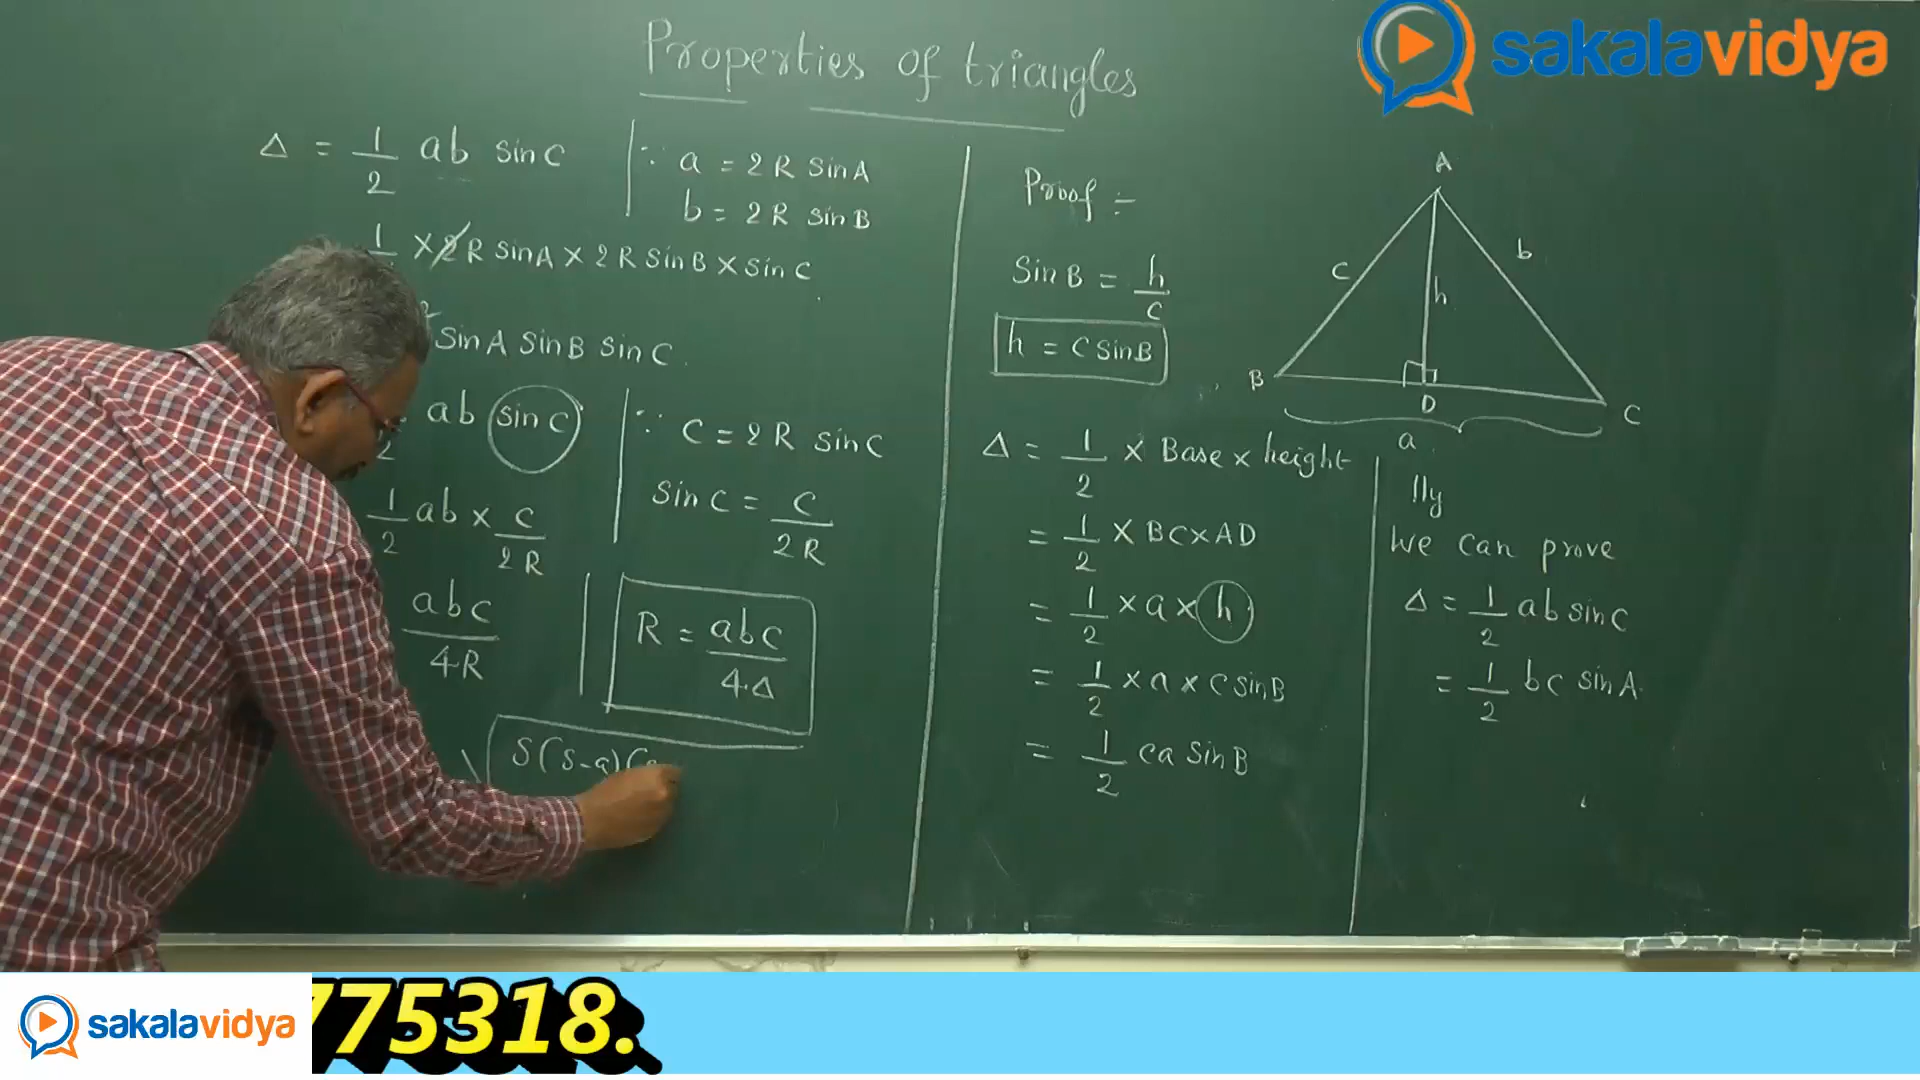 Properties of triangles
sakalavidya
Δ = 1/2 ab sin C
∵ a = 2R sin A
b = 2R sin B
1 × 2R sin A × 2R sin B × sin C
2 sin A sin B sin C
2 ab sin C
∵ c = 2R sin C
sin C = c/2R
1/2 ab × c/2R
abc/4R
R = abc/4Δ
√ S(S-a)(
Proof :-
Sin B = h/c
h = c sin B
Δ = 1/2 × Base × height
= 1/2 × BC × AD
= 1/2 × a × h
= 1/2 × a × c sin B
= 1/2 ca sin B
A
c
b
h
B
D
C
a
lly
We can prove
Δ = 1/2 ab sin C
= 1/2 bc sin A
sakalavidya
775318.